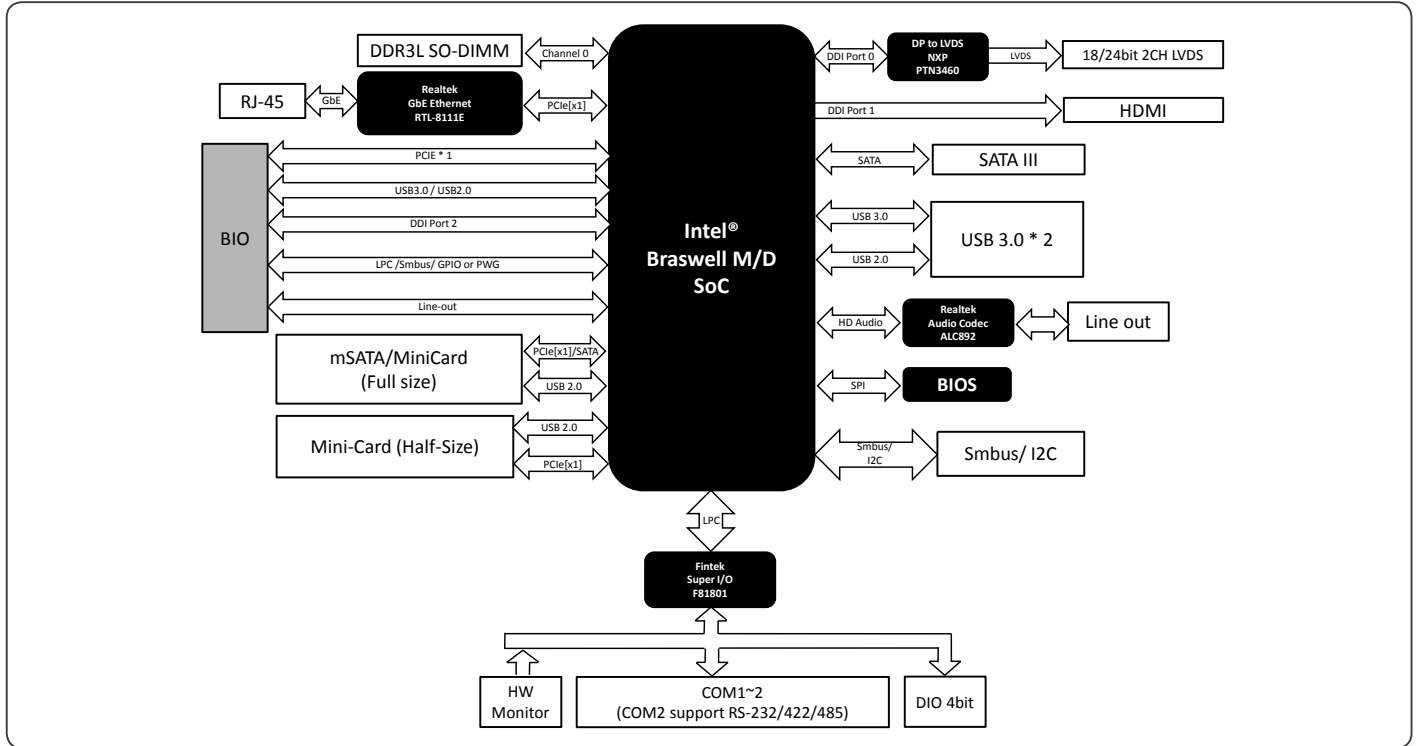 DDR3L SO-DIMM
Channel 0
RJ-45
GbE
Realtek
GbE Ethernet
RTL-8111E
PCIe[x1]
BIO
PCIE * 1
USB3.0 / USB2.0
DDI Port 2
LPC /Smbus/ GPIO or PWG
Line-out
mSATA/MiniCard
(Full size)
PCIe[x1]/SATA
USB 2.0
Mini-Card (Half-Size)
USB 2.0
PCIe[x1]
Intel®
Braswell M/D
SoC
DDI Port 0
DP to LVDS
NXP
PTN3460
LVDS
18/24bit 2CH LVDS
DDI Port 1
HDMI
SATA
SATA III
USB 3.0
USB 2.0
USB 3.0 * 2
HD Audio
Realtek
Audio Codec
ALC892
Line out
SPI
BIOS
Smbus/
I2C
Smbus/ I2C
LPC
Fintek
Super I/O
F81801
HW
Monitor
COM1~2
(COM2 support RS-232/422/485)
DIO 4bit